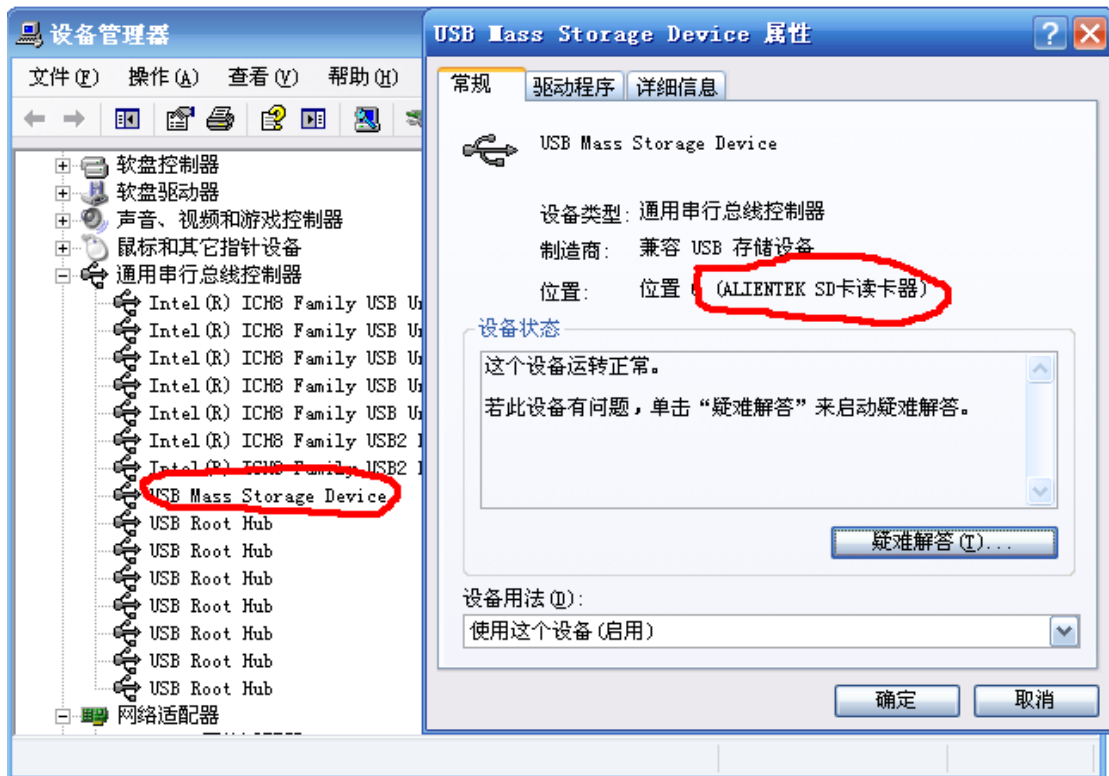 设备管理器
文件(F) 操作(A) 查看(V) 帮助(H)
软盘控制器
软盘驱动器
声音、视频和游戏控制器
鼠标和其它指针设备
通用串行总线控制器
Intel(R) ICH8 Family USB
Intel(R) ICH8 Family USB
Intel(R) ICH8 Family USB
Intel(R) ICH8 Family USB
Intel(R) ICH8 Family USB
Intel(R) ICH8 Family USB2
Intel(R) ICH8 Family USB2
USB Mass Storage Device
USB Root Hub
USB Root Hub
USB Root Hub
USB Root Hub
USB Root Hub
USB Root Hub
USB Root Hub
网络适配器
USB Mass Storage Device 属性
常规 驱动程序 详细信息
USB Mass Storage Device
设备类型: 通用串行总线控制器
制造商: 兼容 USB 存储设备
位置: 位置 (ALIENTEK SD卡读卡器)
设备状态
这个设备运转正常。
若此设备有问题，单击“疑难解答”来启动疑难解答。
疑难解答(T)...
设备用法(D):
使用这个设备(启用)
确定 取消